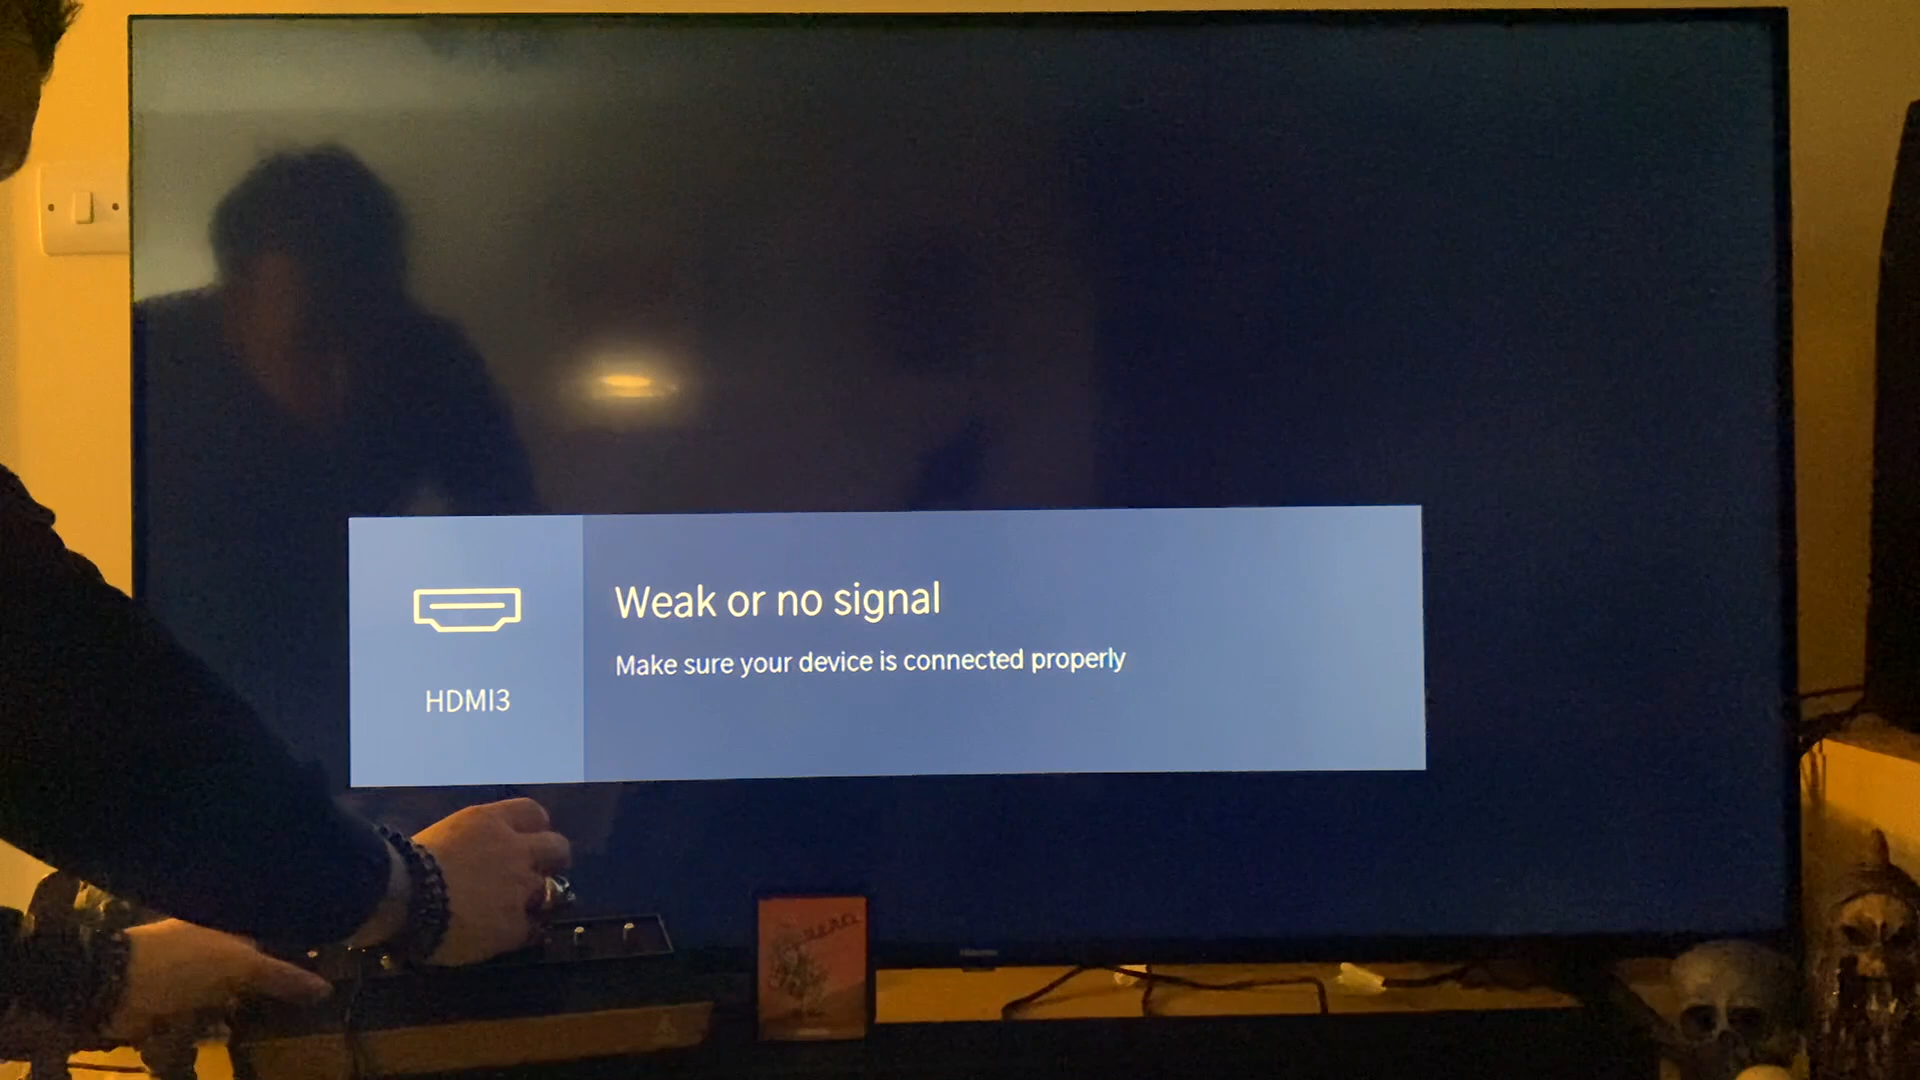 Weak or no signal
Make sure your device is connected properly
HDMI3